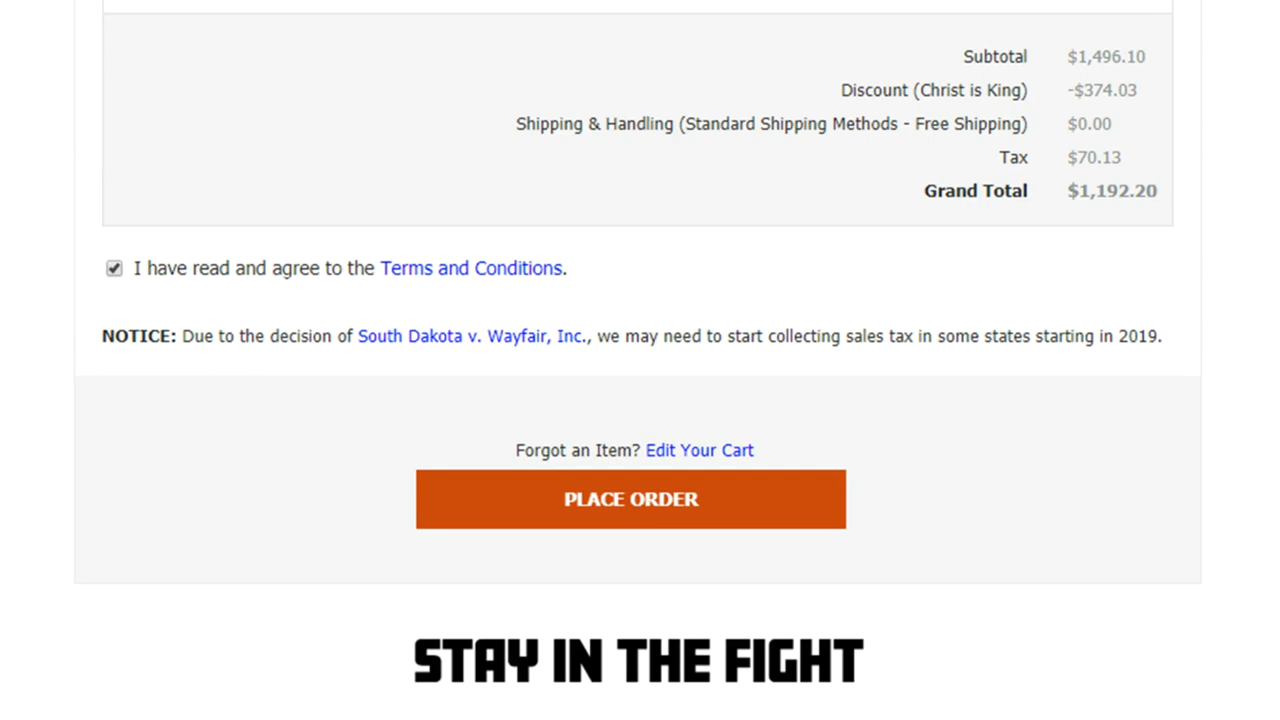 Subtotal $1,496.10
Discount (Christ is King) -$374.03
Shipping & Handling (Standard Shipping Methods - Free Shipping) $0.00
Tax $70.13
Grand Total $1,192.20
I have read and agree to the Terms and Conditions.
NOTICE: Due to the decision of South Dakota v. Wayfair, Inc., we may need to start collecting sales tax in some states starting in 2019.
Forgot an Item? Edit Your Cart
PLACE ORDER
STAY IN THE FIGHT